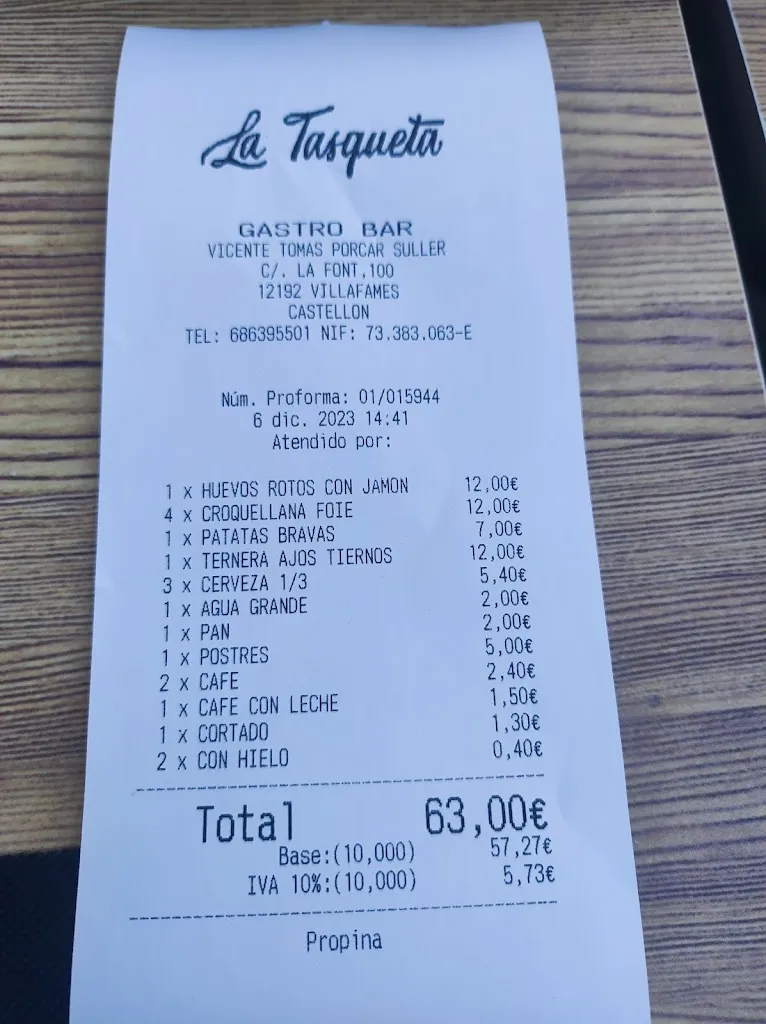 La Tasqueta
GASTRO BAR
VICENTE TOMAS PORCAR SULLER
C/. LA FONT,100
12192 VILLAFAMES
CASTELLON
TEL: 686395501 NIF: 73.383.063-E
Núm. Proforma: 01/015944
6 dic. 2023 14:41
Atendido por:
1 x HUEVOS ROTOS CON JAMON 12,00€
4 x CROQUELLANA FOIE 12,00€
1 x PATATAS BRAVAS 7,00€
1 x TERNERA AJOS TIERNOS 12,00€
3 x CERVEZA 1/3 5,40€
1 x AGUA GRANDE 2,00€
1 x PAN 2,00€
1 x POSTRES 5,00€
2 x CAFE 2,40€
1 x CAFE CON LECHE 1,50€
1 x CORTADO 1,30€
2 x CON HIELO 0,40€
Total 63,00€
Base:(10,000) 57,27€
IVA 10%:(10,000) 5,73€
Propina